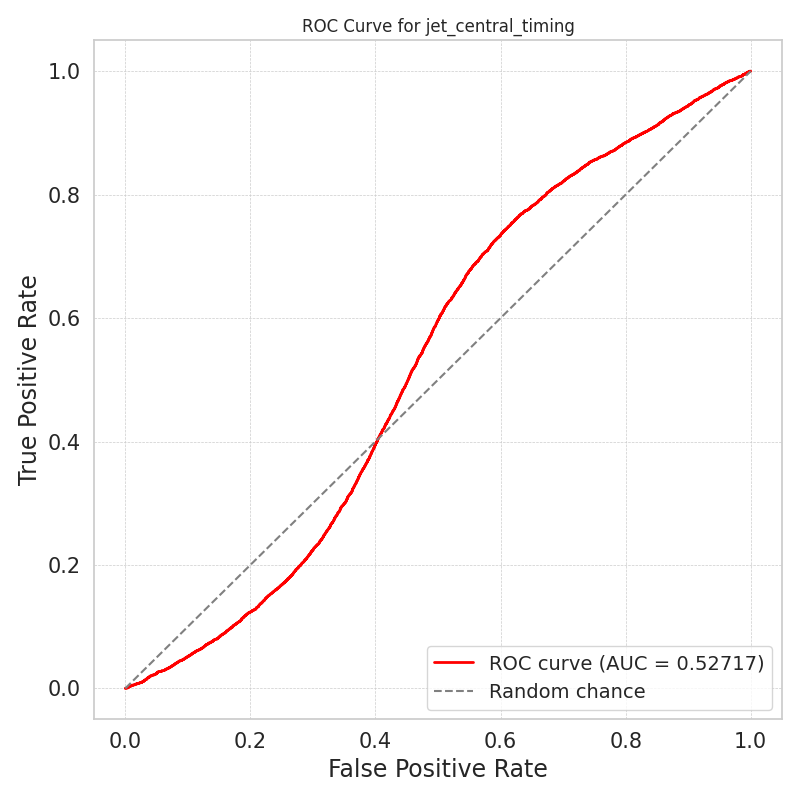 ROC Curve for jet_central_timing
True Positive Rate
1.0
0.8
0.6
0.4
0.2
0.0
ROC curve (AUC = 0.52717)
Random chance
0.0 0.2 0.4 0.6 0.8 1.0
False Positive Rate